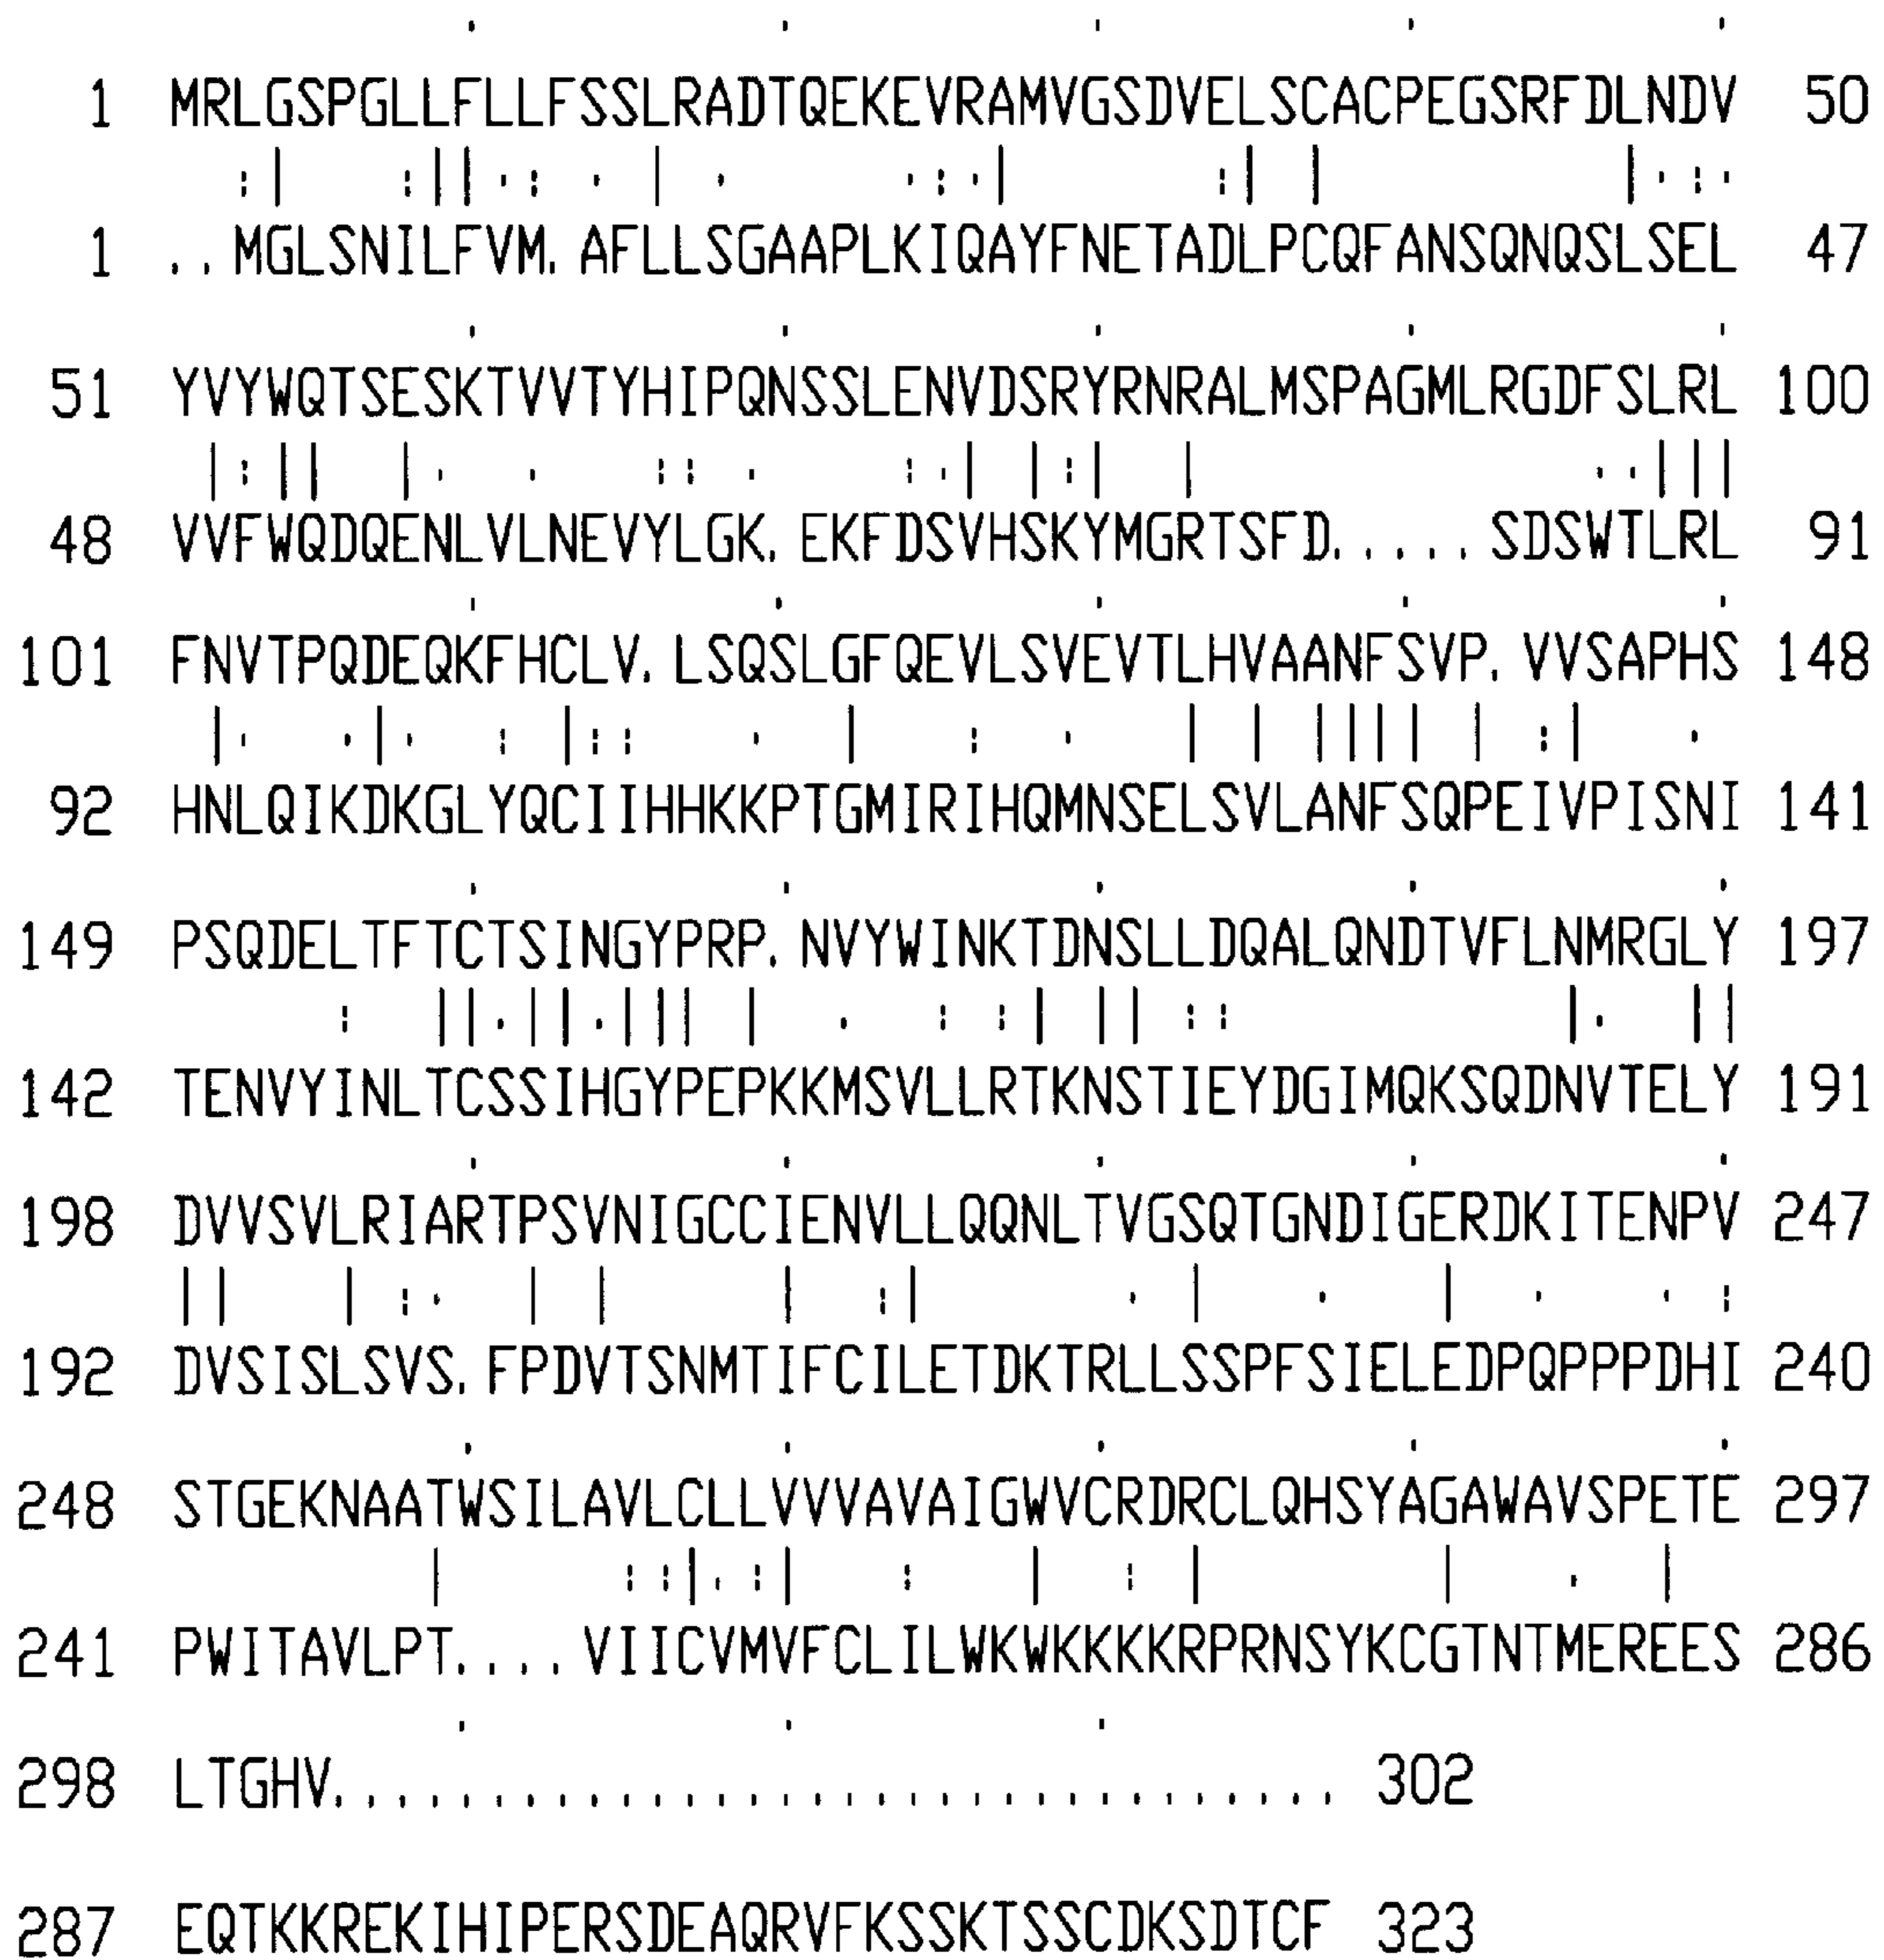 1 MRLGSPGLLFLLFSSLRADTQEKEVRAMVGSDVELSCACPEGSRFDLNDV 50
1 ..MGLSNILFVM.AFLLSGAAPLKIQAYFNETADLPCQFANSQNQSLSEL 47
51 YVYWQTSESKTVVTYHIPQNSSLENVDSRYRNRALMSPAGMLRGDFSLRL 100
48 VVFWQDQENLVLNEVYLGK.EKFDSVHSKYMGRTSFD.....SDSWTLRL 91
101 FNVTPQDEQKFHCLV.LSQSLGFQEVLSVEVTLHVAANFSVP.VVSAPHS 148
92 HNLQIKDKGLYQCIIHHKKPTGMIRIHQMNSELSVLANFSQPEIVPISNI 141
149 PSQDELTFTCTSINGYPRP.NVYWINKTDNSLLDQALQNDTVFLNMRGLY 197
142 TENVYINLTCSSIHGYPEPKKMSVLLRTKNSTIEYDGIMQKSQDNVTELY 191
198 DVVSVLRIARTPSVNIGCCIENVLLQQNLTVGSQTGNDIGERDKITENPV 247
192 DVSISLSVS.FPDVTSNMTIFCILETDKTRLLSSPFSIELEDPQPPPDHI 240
248 STGEKNAATWSILAVLCLLVVVAVAIGWVCRDRCLQHSYAGAWAVSPETE 297
241 PWITAVLPT....VIICVMVFCLILWKWKKKKRPRNSYKCGTNTMEREES 286
298 LTGHV................................ 302
287 EQTKKREKIHIPERSDEAQRVFKSSKTSSCDKSDTCF 323